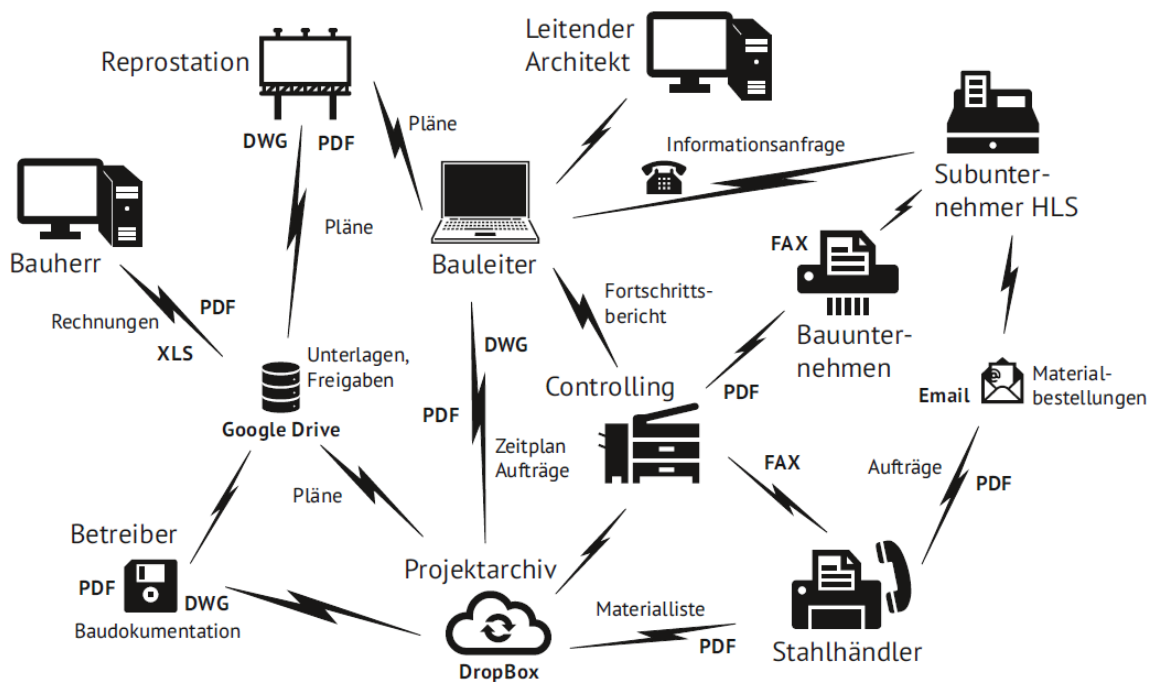 Leitender
Architekt
Reprostation
DWG
PDF
Pläne
Informationsanfrage
Subunter-
nehmer HLS
Pläne
Bauherr
Bauleiter
FAX
Rechnungen
PDF
XLS
Fortschritts-
bericht
Bauunter-
nehmen
Unterlagen,
Freigaben
Google Drive
DWG
PDF
Zeitplan
Aufträge
Controlling
PDF
Email
Material-
bestellungen
FAX
Aufträge
PDF
Pläne
Betreiber
PDF
DWG
Baudokumentation
Projektarchiv
DropBox
Materialliste
PDF
Stahlhändler